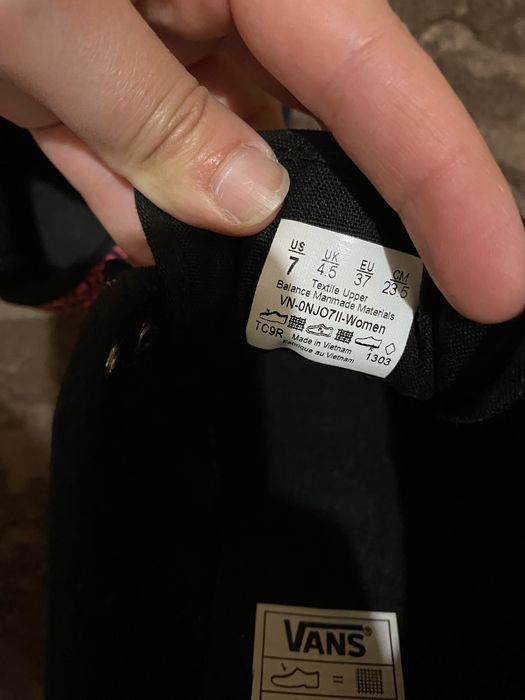 US UK EU CM
7 4.5 37 23.5
Textile Upper
Balance Manmade Materials
VN-0NJO7II-Women
TC9R Made in Vietnam 1303
Fabrique au Vietnam
VANS®
=